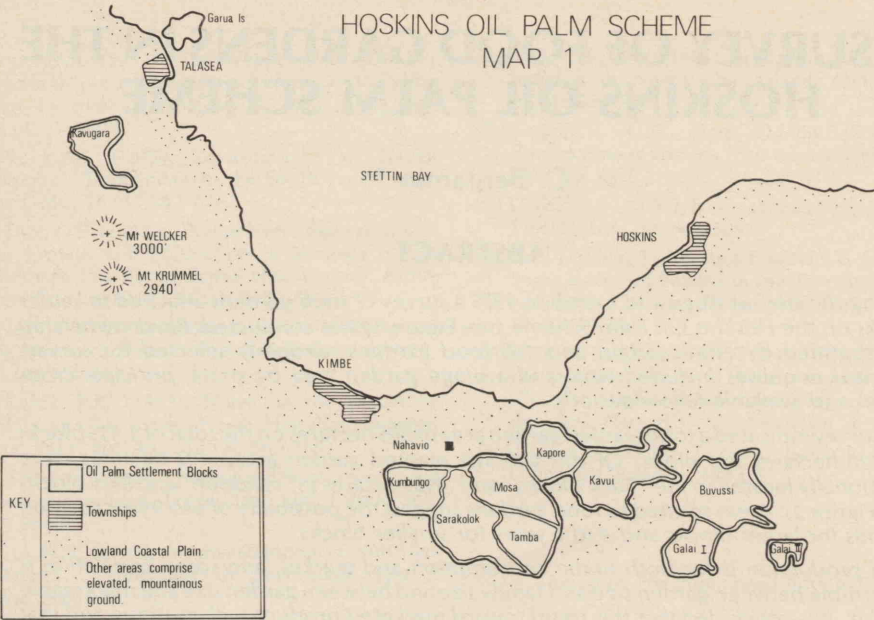 HOSKINS OIL PALM SCHEME
MAP 1
Garua Is
TALASEA
Kavugara
STETTIN BAY
Mt WELCKER
3000'
HOSKINS
Mt KRUMMEL
2940'
KIMBE
Nahavio
Kapore
Kumbungo
Mosa
Kavui
Buvussi
Sarakolok
Tamba
Galai I
Galai II
KEY
Oil Palm Settlement Blocks
Townships
Lowland Coastal Plain.
Other areas comprise
elevated, mountainous
ground.